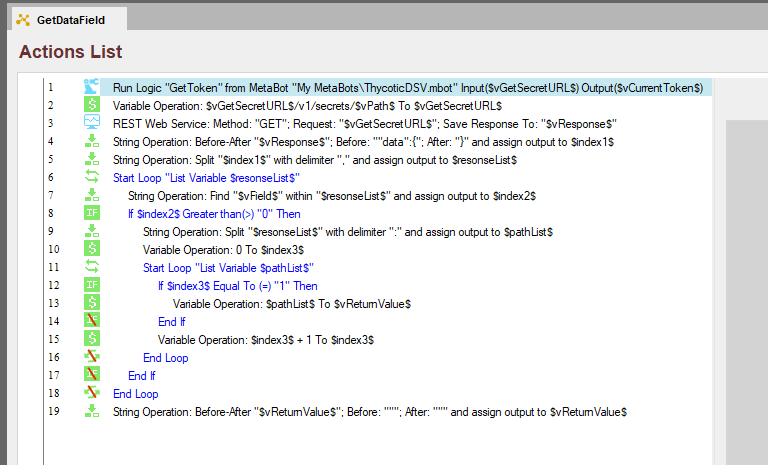 GetDataField
Actions List
1 Run Logic "GetToken" from MetaBot "My MetaBots\ThycoticDSV.mbot" Input($vGetSecretURL$) Output($vCurrentToken$)
2 Variable Operation: $vGetSecretURL$/v1/secrets/$vPath$ To $vGetSecretURL$
3 REST Web Service: Method: "GET"; Request: "$vGetSecretURL$"; Save Response To: "$vResponse$"
4 String Operation: Before-After "$vResponse$"; Before: ""data":{"; After: "}" and assign output to $index1$
5 String Operation: Split "$index1$" with delimiter "," and assign output to $resonseList$
6 Start Loop "List Variable $resonseList$"
7 String Operation: Find "$vField$" within "$resonseList$" and assign output to $index2$
8 If $index2$ Greater than(>) "0" Then
9 String Operation: Split "$resonseList$" with delimiter ":" and assign output to $pathList$
10 Variable Operation: 0 To $index3$
11 Start Loop "List Variable $pathList$"
12 If $index3$ Equal To (=) "1" Then
13 Variable Operation: $pathList$ To $vReturnValue$
14 End If
15 Variable Operation: $index3$ + 1 To $index3$
16 End Loop
17 End If
18 End Loop
19 String Operation: Before-After "$vReturnValue$"; Before: """; After: """ and assign output to $vReturnValue$